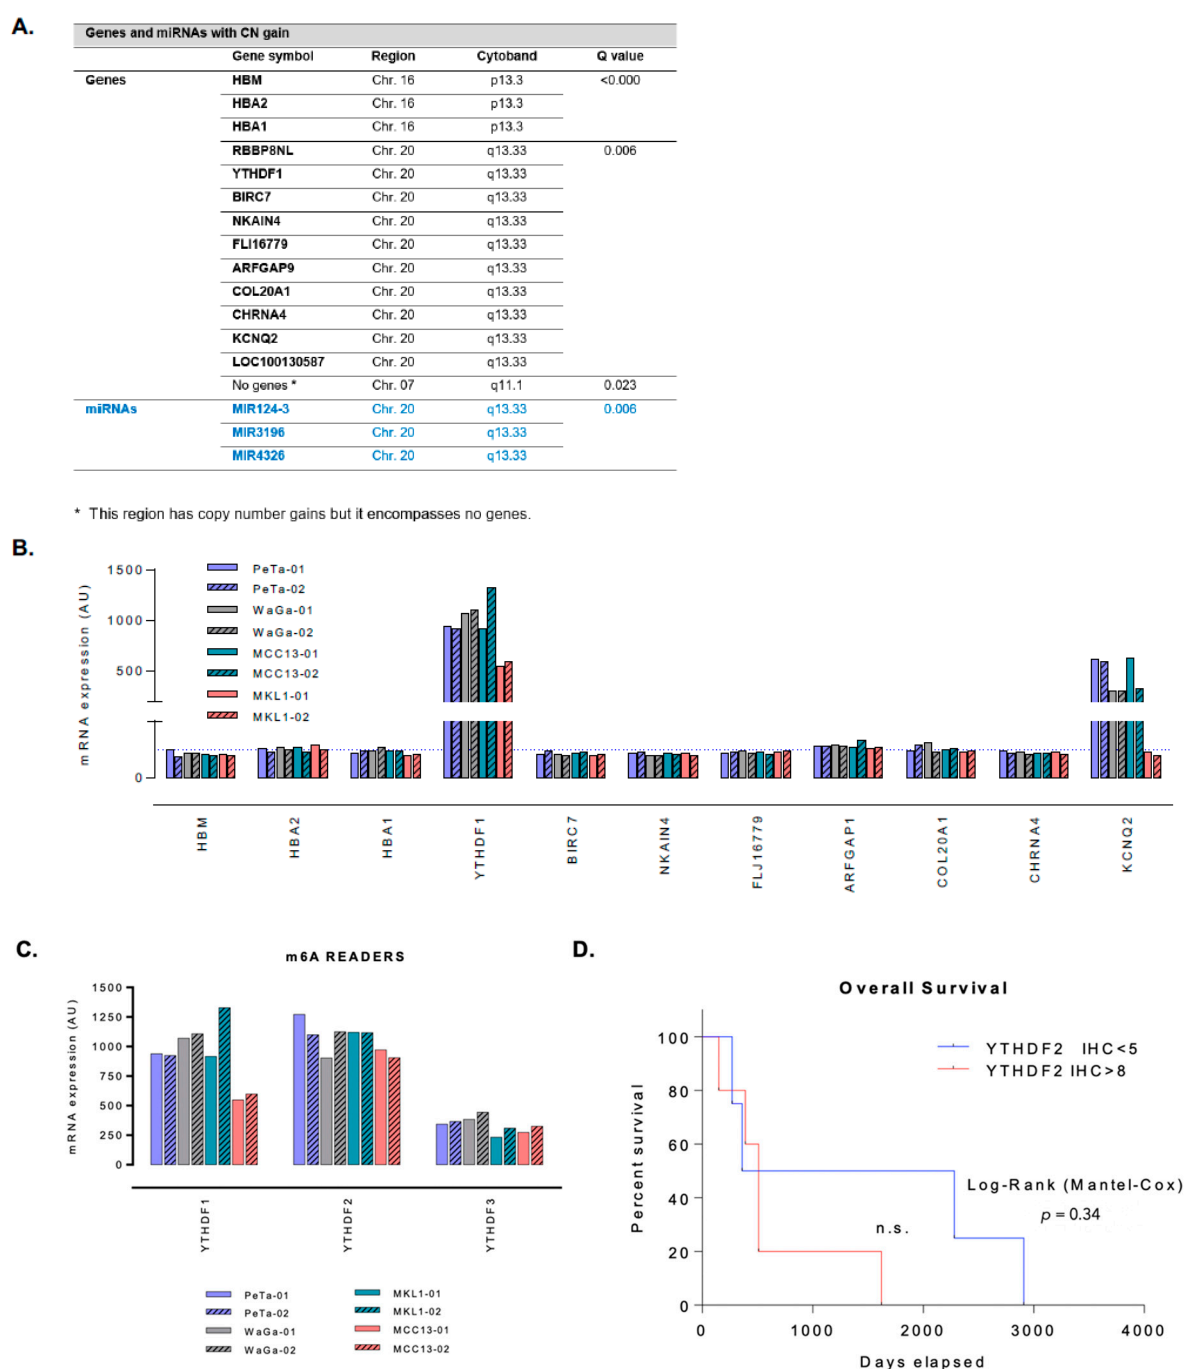 A.
Genes and miRNAs with CN gain
Gene symbol Region Cytoband Q value
Genes HBM Chr. 16 p13.3 <0.000
HBA2 Chr. 16 p13.3
HBA1 Chr. 16 p13.3
RBBP8NL Chr. 20 q13.33 0.006
YTHDF1 Chr. 20 q13.33
BIRC7 Chr. 20 q13.33
NKAIN4 Chr. 20 q13.33
FLI16779 Chr. 20 q13.33
ARFGAP9 Chr. 20 q13.33
COL20A1 Chr. 20 q13.33
CHRNA4 Chr. 20 q13.33
KCNQ2 Chr. 20 q13.33
LOC100130587 Chr. 20 q13.33
No genes * Chr. 07 q11.1 0.023
miRNAs MIR124-3 Chr. 20 q13.33 0.006
MIR3196 Chr. 20 q13.33
MIR4326 Chr. 20 q13.33
* This region has copy number gains but it encompasses no genes.
B.
mRNA expression (AU)
1500
1000
500
0
PeTa-01
PeTa-02
WaGa-01
WaGa-02
MCC13-01
MCC13-02
MKL1-01
MKL1-02
HBM
HBA2
HBA1
YTHDF1
BIRC7
NKAIN4
FLJ16779
ARFGAP1
COL20A1
CHRNA4
KCNQ2
C.
m6A READERS
mRNA expression (AU)
1500
1250
1000
750
500
250
0
YTHDF1
YTHDF2
YTHDF3
PeTa-01
PeTa-02
WaGa-01
WaGa-02
MKL1-01
MKL1-02
MCC13-01
MCC13-02
D.
Overall Survival
Percent survival
100
80
60
40
20
0
YTHDF2 IHC<5
YTHDF2 IHC>8
Log-Rank (Mantel-Cox)
p = 0.34
n.s.
0 1000 2000 3000 4000
Days elapsed